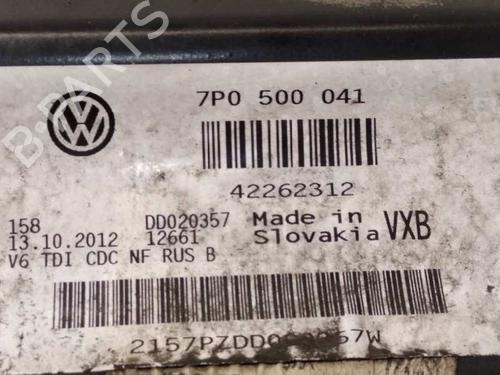 B-PARTS
7P0 500 041
42262312
158 DD020357 Made in VXB
13.10.2012 12661 Slovakia
V6 TDI CDC NF RUS B